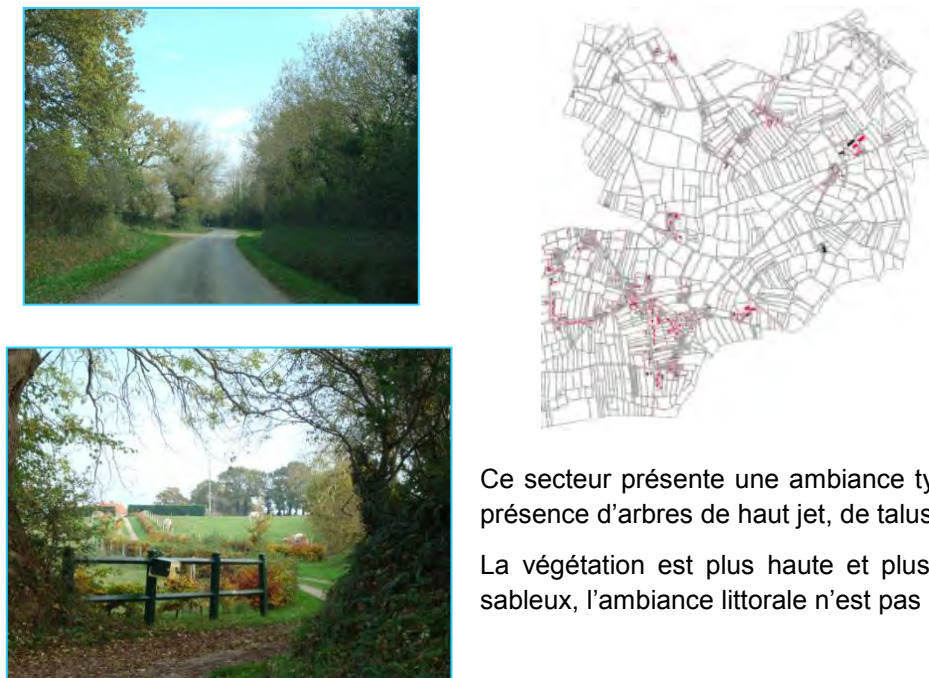 Ce secteur présente une ambiance
présence d'arbres de haut jet, de talus
La végétation est plus haute et plus
sableux, l'ambiance littorale n'est pas